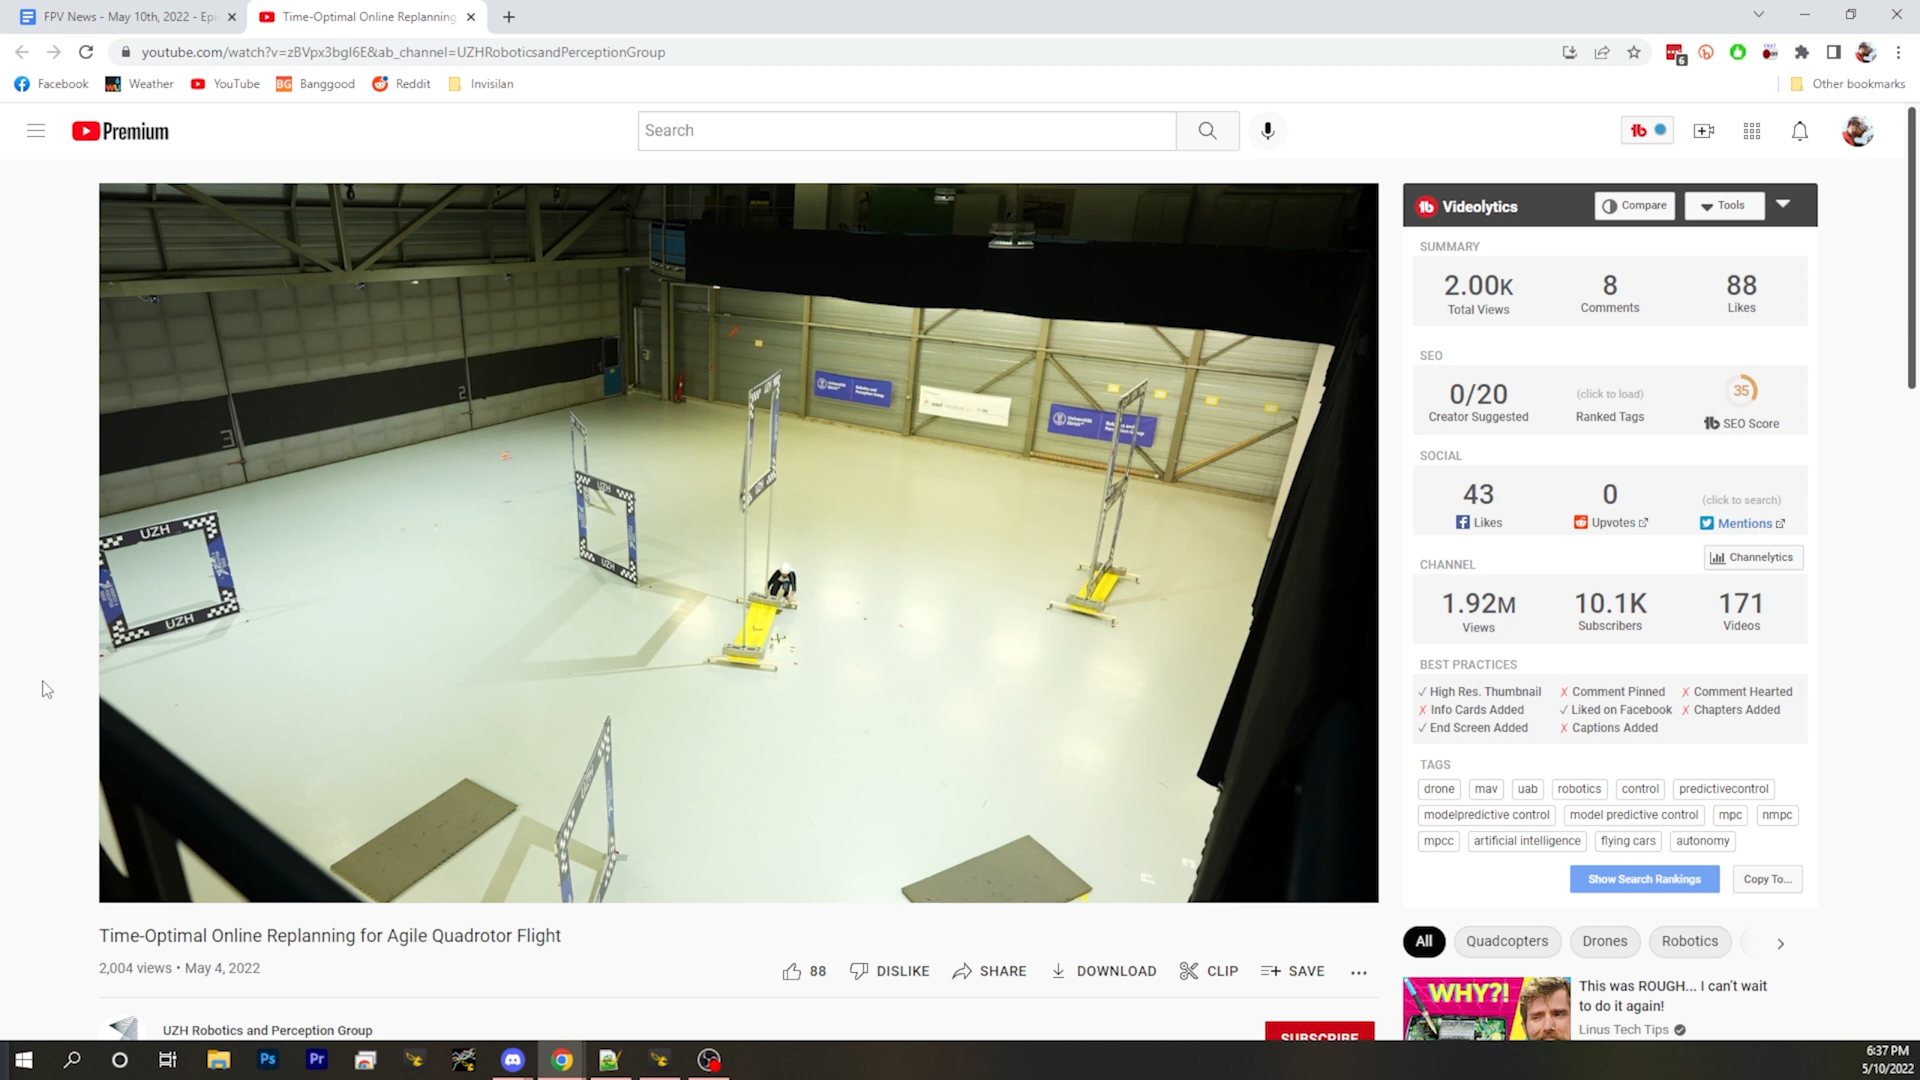 FPV News - May 10th, 2022 - Epi
Time-Optimal Online Replanning
youtube.com/watch?v=zBVpx3bgI6E&ab_channel=UZHRoboticsandPerceptionGroup
6
Facebook
Weather
YouTube
BG Banggood
Reddit
Invisilan
Other bookmarks
Premium
Search
Videolytics
Compare
Tools
SUMMARY
2.00K
8
88
Total Views
Comments
Likes
SEO
0/20
(click to load)
35
Creator Suggested
Ranked Tags
SEO Score
SOCIAL
43
0
(click to search)
Likes
Upvotes
Mentions
CHANNEL
Channelytics
1.92M
10.1K
171
Views
Subscribers
Videos
BEST PRACTICES
✓ High Res. Thumbnail
✗ Comment Pinned
✗ Comment Hearted
✗ Info Cards Added
✓ Liked on Facebook
✗ Chapters Added
✓ End Screen Added
✗ Captions Added
TAGS
drone
mav
uab
robotics
control
predictivecontrol
modelpredictive control
model predictive control
mpc
nmpc
mpcc
artificial intelligence
flying cars
autonomy
Show Search Rankings
Copy To...
UZH
UZH
UZH
UZH
Time-Optimal Online Replanning for Agile Quadrotor Flight
2,004 views • May 4, 2022
88
DISLIKE
SHARE
DOWNLOAD
CLIP
SAVE
UZH Robotics and Perception Group
SUBSCRIBE
All
Quadcopters
Drones
Robotics
WHY?!
This was ROUGH... I can't wait
to do it again!
Linus Tech Tips
Ps
Pr
6:37 PM
5/10/2022